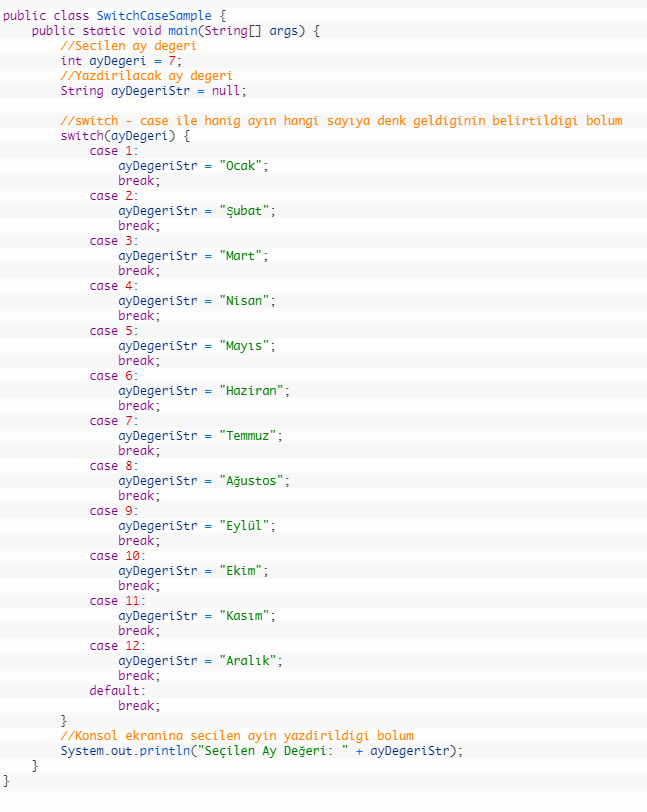 public class SwitchCaseSample {
    public static void main(String[] args) {
        //Secilen ay degeri
        int ayDegeri = 7;
        //Yazdirilacak ay degeri
        String ayDegeriStr = null;

        //switch - case ile hanig ayın hangi sayıya denk geldiginin belirtildigi bolum
        switch(ayDegeri) {
            case 1:
                ayDegeriStr = "Ocak";
                break;
            case 2:
                ayDegeriStr = "Şubat";
                break;
            case 3:
                ayDegeriStr = "Mart";
                break;
            case 4:
                ayDegeriStr = "Nisan";
                break;
            case 5:
                ayDegeriStr = "Mayıs";
                break;
            case 6:
                ayDegeriStr = "Haziran";
                break;
            case 7:
                ayDegeriStr = "Temmuz";
                break;
            case 8:
                ayDegeriStr = "Ağustos";
                break;
            case 9:
                ayDegeriStr = "Eylül";
                break;
            case 10:
                ayDegeriStr = "Ekim";
                break;
            case 11:
                ayDegeriStr = "Kasım";
                break;
            case 12:
                ayDegeriStr = "Aralık";
                break;
            default:
                break;
        }
        //Konsol ekranina secilen ayin yazdirildigi bolum
        System.out.println("Seçilen Ay Değeri: " + ayDegeriStr);
    }
}